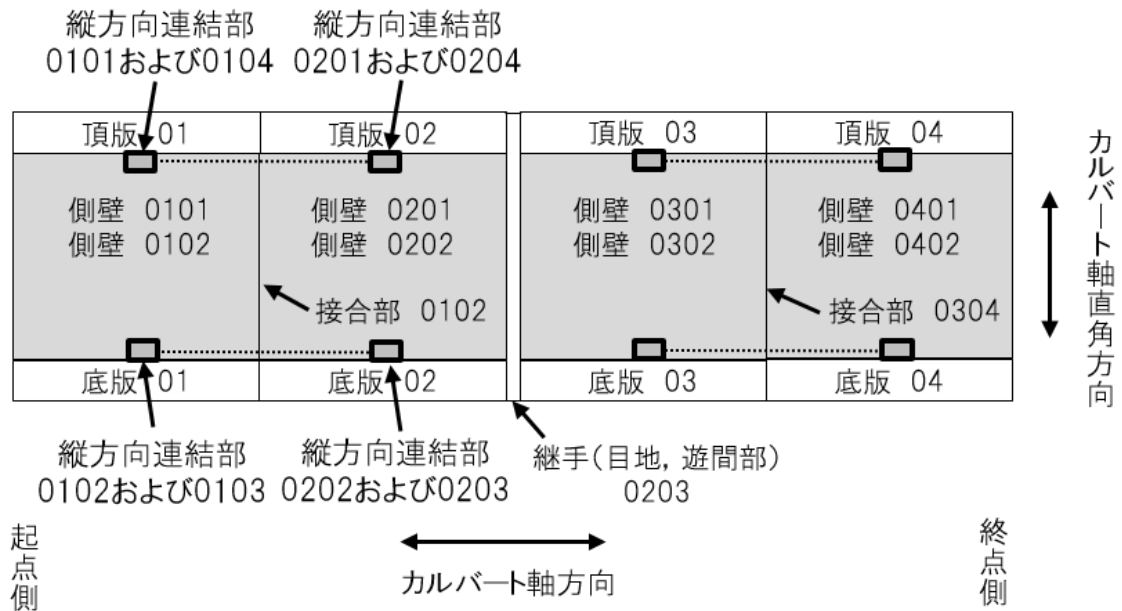 縦方向連結部
0101および0104
縦方向連結部
0201および0204
頂版 01
頂版 02
頂版 03
頂版 04
側壁 0101
側壁 0102
側壁 0201
側壁 0202
側壁 0301
側壁 0302
側壁 0401
側壁 0402
接合部 0102
接合部 0304
底版 01
底版 02
底版 03
底版 04
カルバート軸直角方向
縦方向連結部
0102および0103
縦方向連結部
0202および0203
継手(目地,遊間部)
0203
起点側
カルバート軸方向
終点側